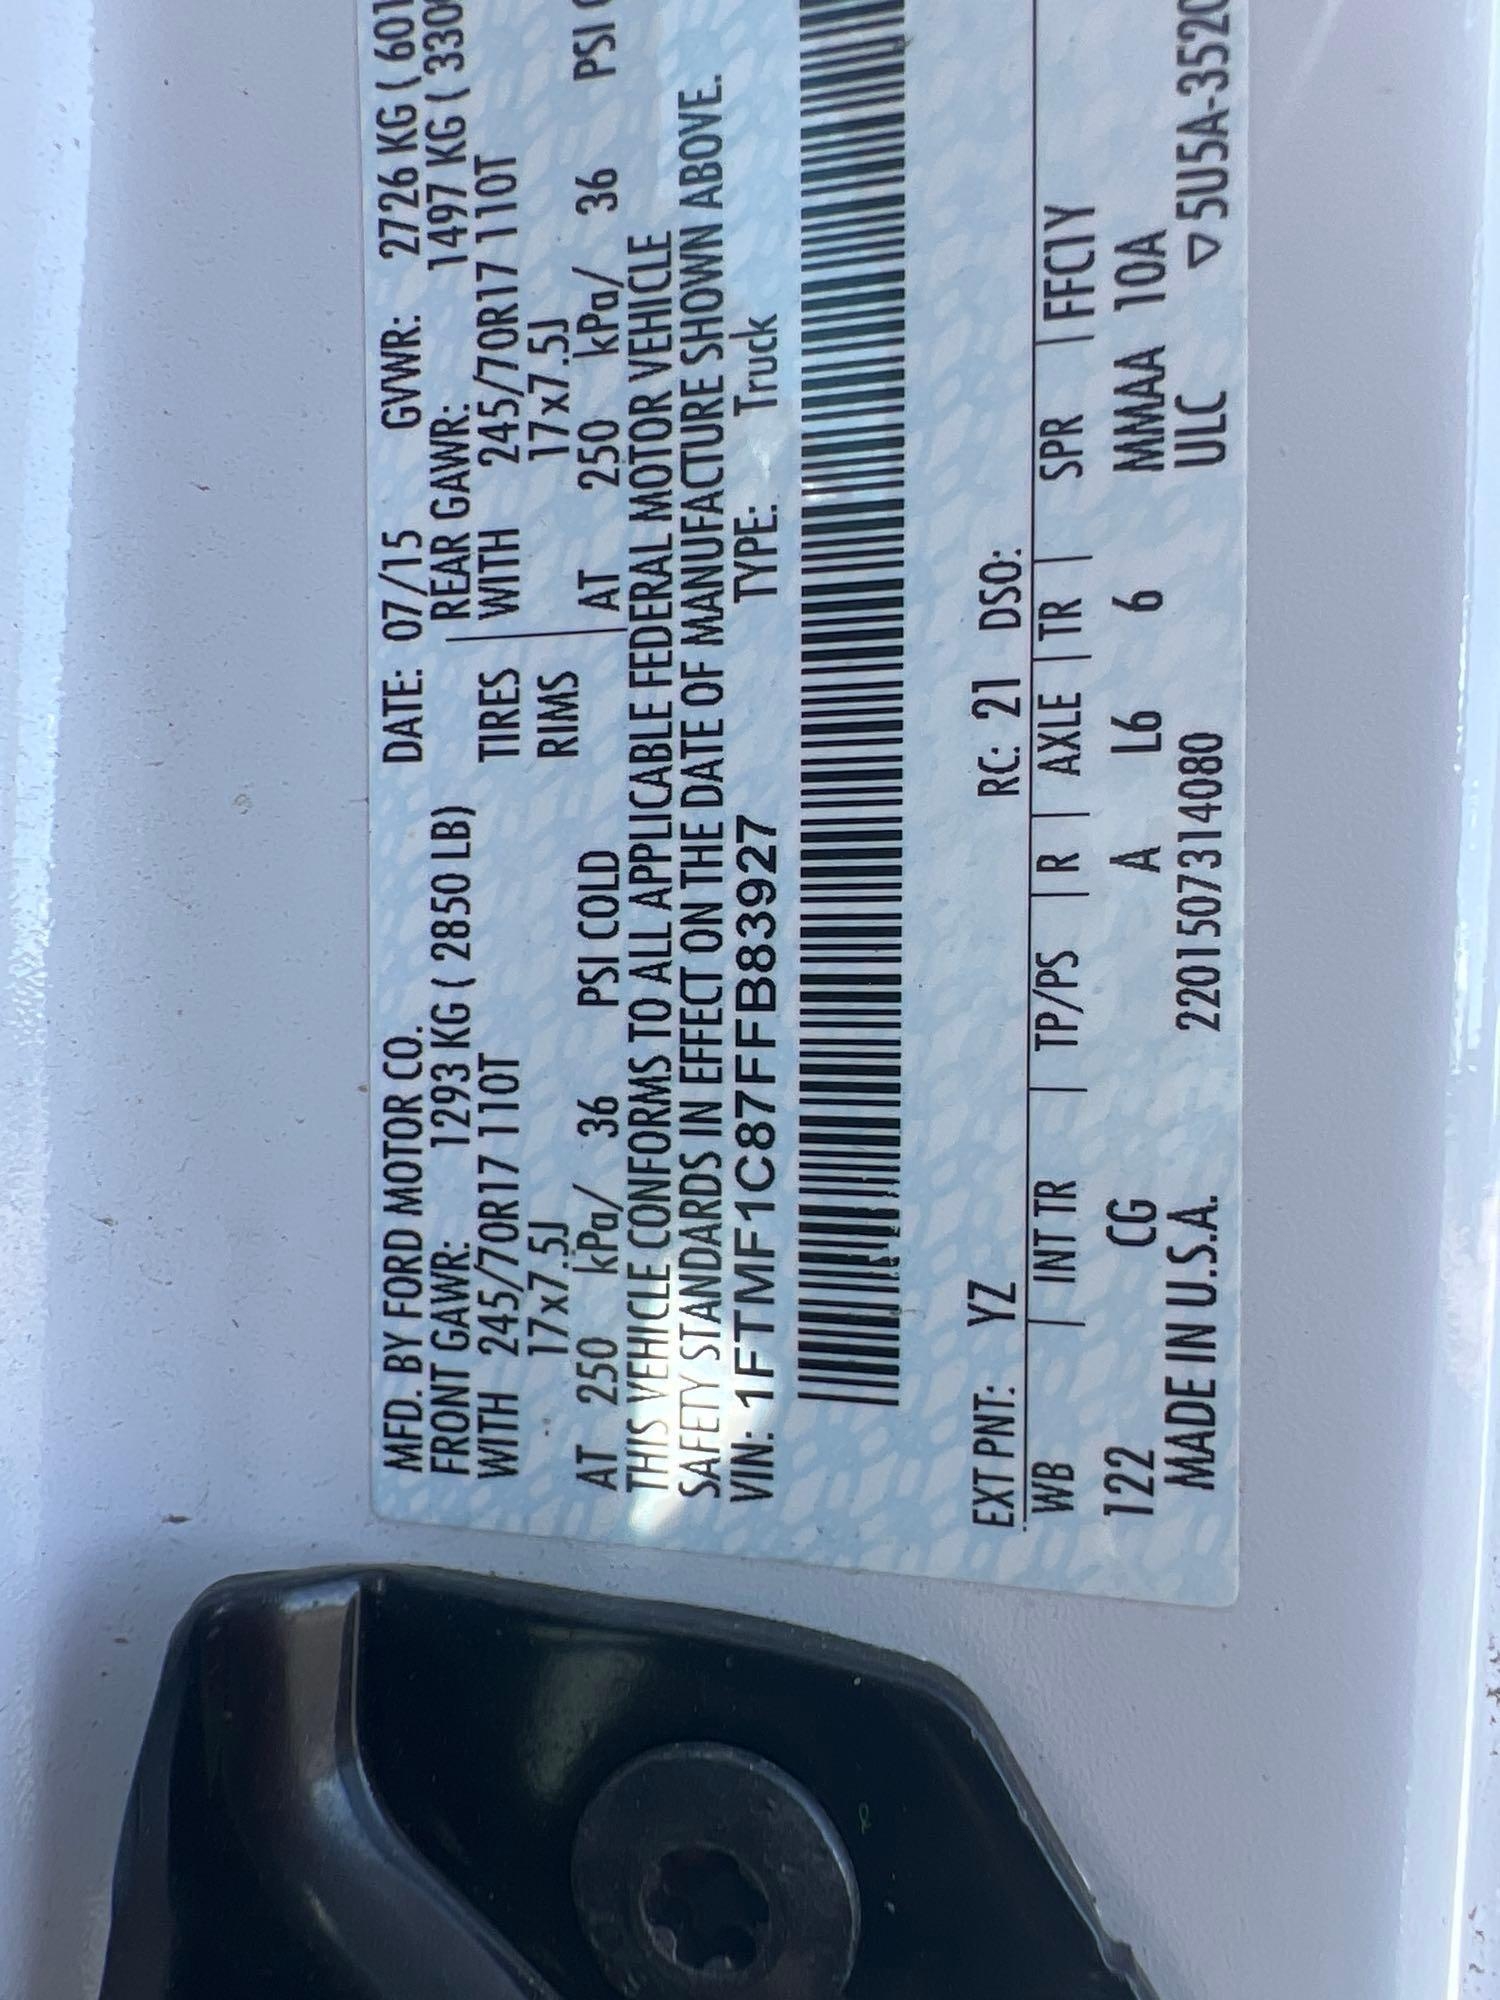 MFD. BY FORD MOTOR CO. DATE: 07/15 GVWR: 2726 KG ( 601
FRONT GAWR: 1293 KG ( 2850 LB) REAR GAWR: 1497 KG ( 330
WITH 245/70R17 110T TIRES WITH 245/70R17 110T
17x7.5J RIMS 17x7.5J
AT 250 kPa/ 36 PSI COLD AT 250 kPa/ 36 PSI
THIS VEHICLE CONFORMS TO ALL APPLICABLE FEDERAL MOTOR VEHICLE
SAFETY STANDARDS IN EFFECT ON THE DATE OF MANUFACTURE SHOWN ABOVE.
VIN: 1FTMF1C87FFB83927 TYPE: Truck
EXT PNT: YZ RC: 21 DSO:
WB | INT TR | TP/PS | R | AXLE | TR | SPR | FFC1Y
122 CG A L6 6 MMAA 10A
MADE IN U.S.A. 2201507314080 ULC ▽5U5A-3520